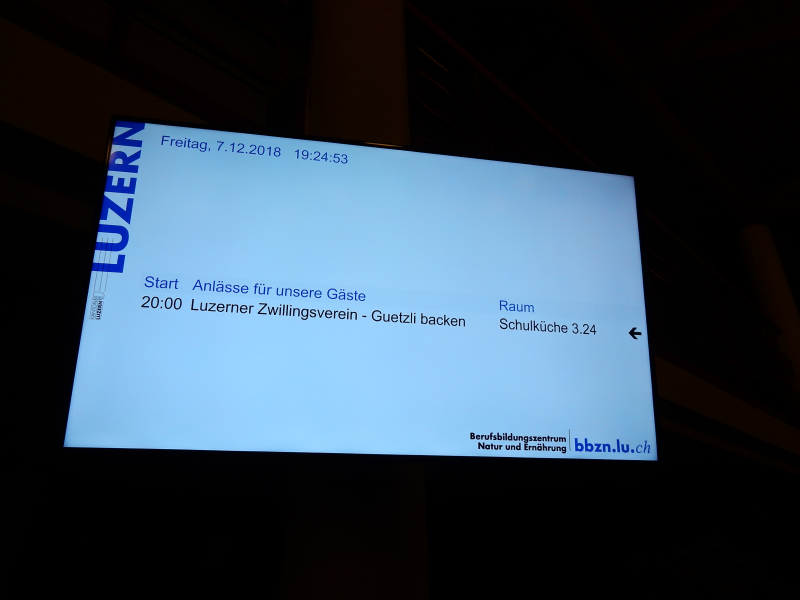 LUZERN
Freitag, 7.12.2018 19:24:53
Start Anlässe für unsere Gäste Raum
20:00 Luzerner Zwillingsverein - Guetzli backen Schulküche 3.24 ←
Berufsbildungszentrum
Natur und Ernährung
bbzn.lu.ch